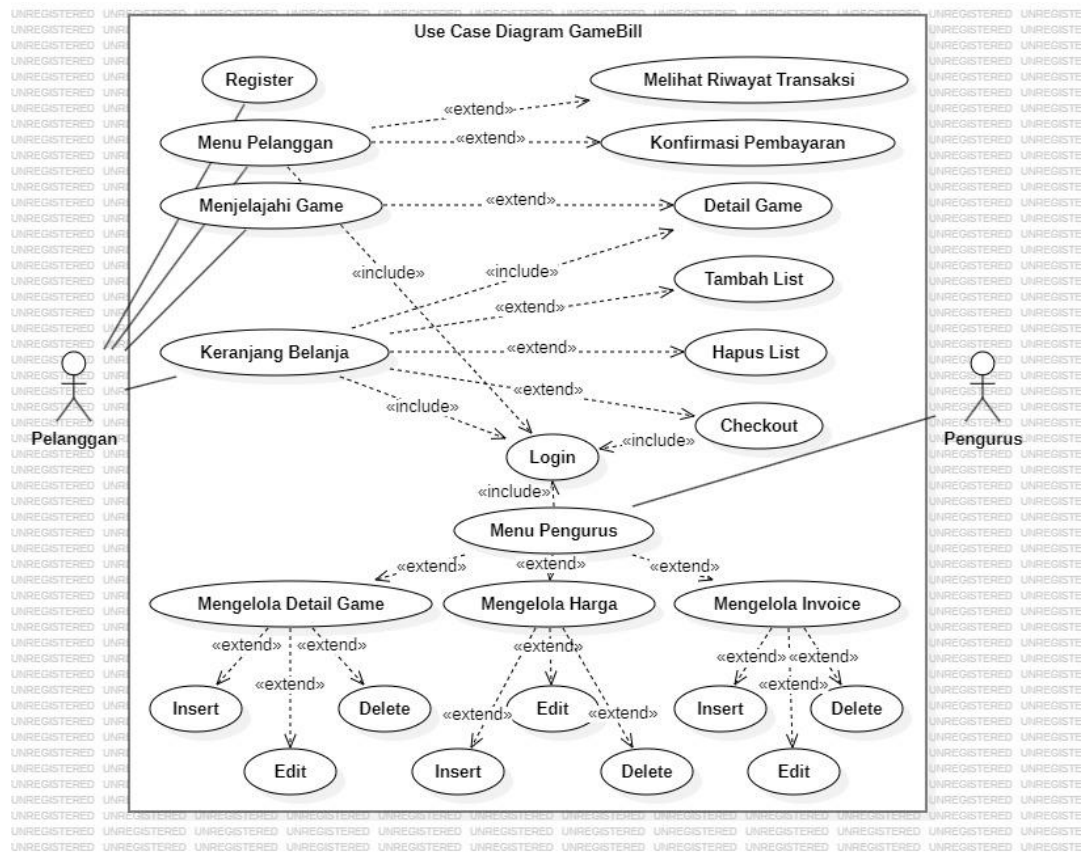 Use Case Diagram GameBill
Register
Melihat Riwayat Transaksi
«extend»
Menu Pelanggan
«extend»
Konfirmasi Pembayaran
Menjelajahi Game
«extend»
Detail Game
«include»
«include»
Tambah List
«extend»
Keranjang Belanja
«extend»
Hapus List
«extend»
«include»
Checkout
Pelanggan
Pengurus
«include»
Login
«include»
Menu Pengurus
«extend»
«extend»
«extend»
Mengelola Detail Game
Mengelola Harga
Mengelola Invoice
«extend»
«extend»
«extend»
«extend»
«extend»
«extend»
«extend»
«extend»
«extend»
Insert
Delete
Edit
Insert
Delete
Edit
Insert
Delete
Edit
UNREGISTERED